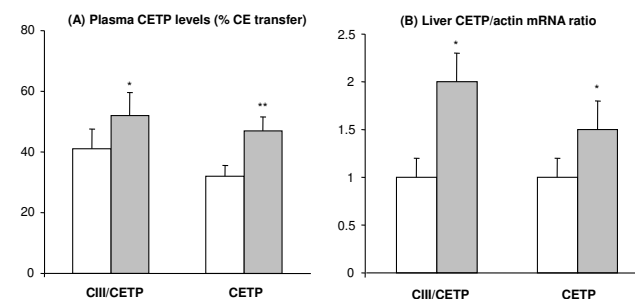 (A) Plasma CETP levels (% CE transfer)
80
60
40
20
0
*
**
CIII/CETP
CETP
(B) Liver CETP/actin mRNA ratio
2.5
2
1.5
1
0.5
0
*
*
CIII/CETP
CETP